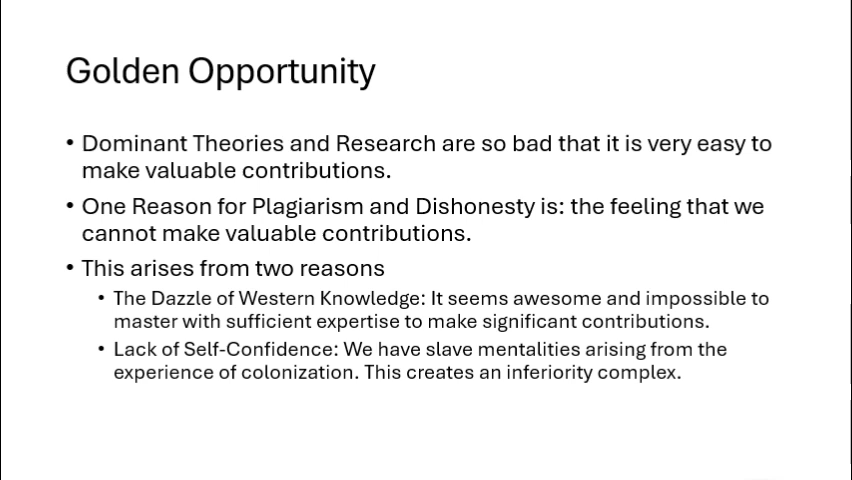 Golden Opportunity
• Dominant Theories and Research are so bad that it is very easy to
make valuable contributions.
• One Reason for Plagiarism and Dishonesty is: the feeling that we
cannot make valuable contributions.
• This arises from two reasons
• The Dazzle of Western Knowledge: It seems awesome and impossible to
master with sufficient expertise to make significant contributions.
• Lack of Self-Confidence: We have slave mentalities arising from the
experience of colonization. This creates an inferiority complex.